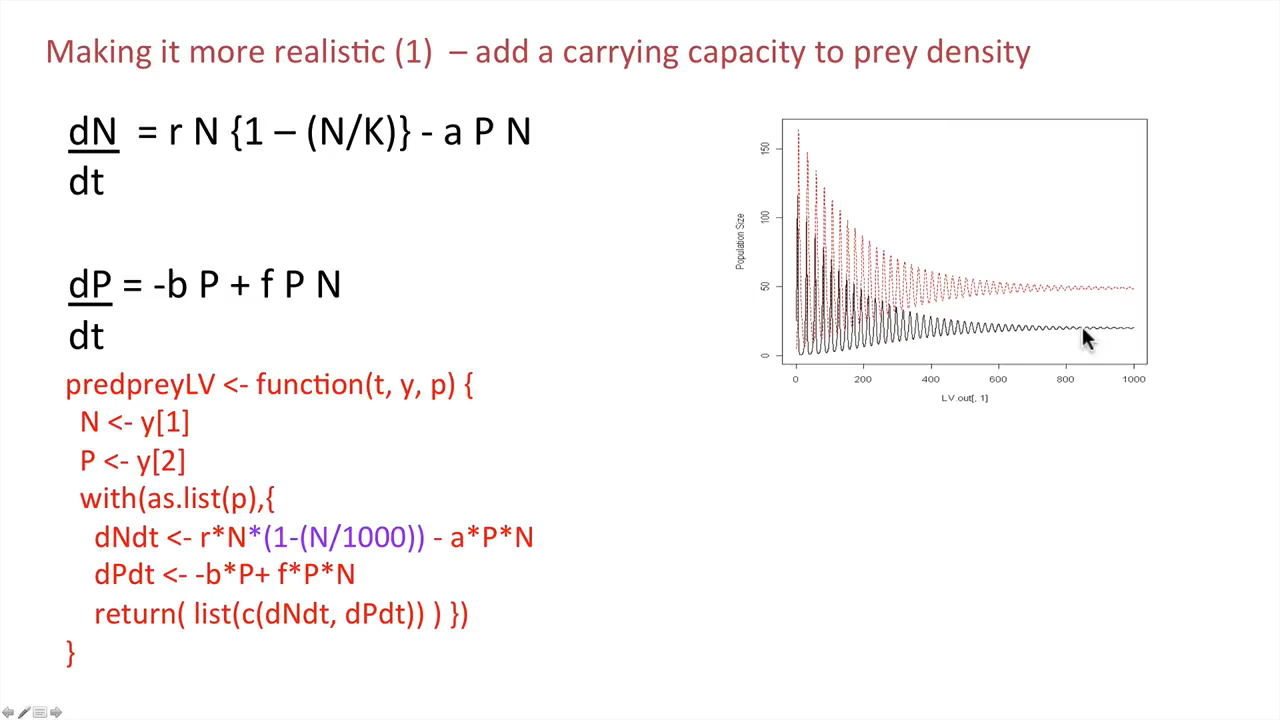 Making it more realistic (1) – add a carrying capacity to prey density
dN = r N {1 – (N/K)} - a P N
dt
dP = -b P + f P N
dt
predpreyLV <- function(t, y, p) {
N <- y[1]
P <- y[2]
with(as.list(p),{
dNdt <- r*N*(1-(N/1000)) - a*P*N
dPdt <- -b*P+ f*P*N
return( list(c(dNdt, dPdt)) ) })
}
Population Size
150
100
50
0
0 200 400 600 800 1000
LV.out[, 1]